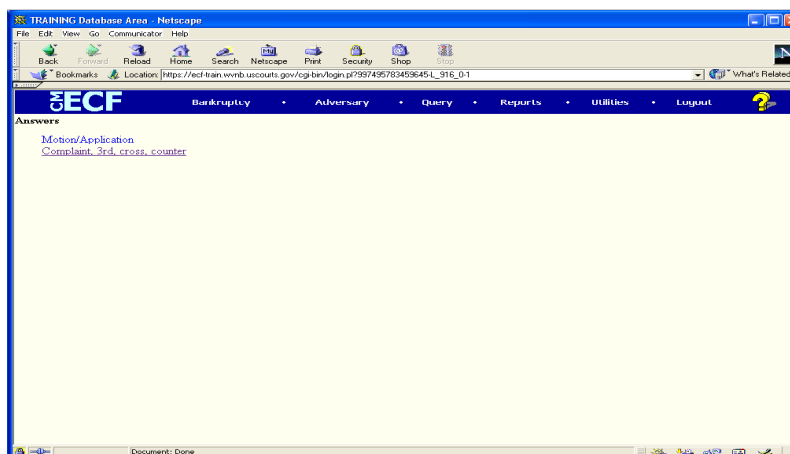 TRAINING Database Area - Netscape
File Edit View Go Communicator Help
Back Forward Reload Home Search Netscape Print Security Shop Stop
Bookmarks Location: https://ecf-train.wvnb.uscourts.gov/cgi-bin/login.pl?997495783459645-L_916_0-1 What's Related
CM ECF Bankruptcy • Adversary • Query • Reports • Utilities • Logout ?
Answers
Motion/Application
Complaint, 3rd, cross, counter
Document: Done